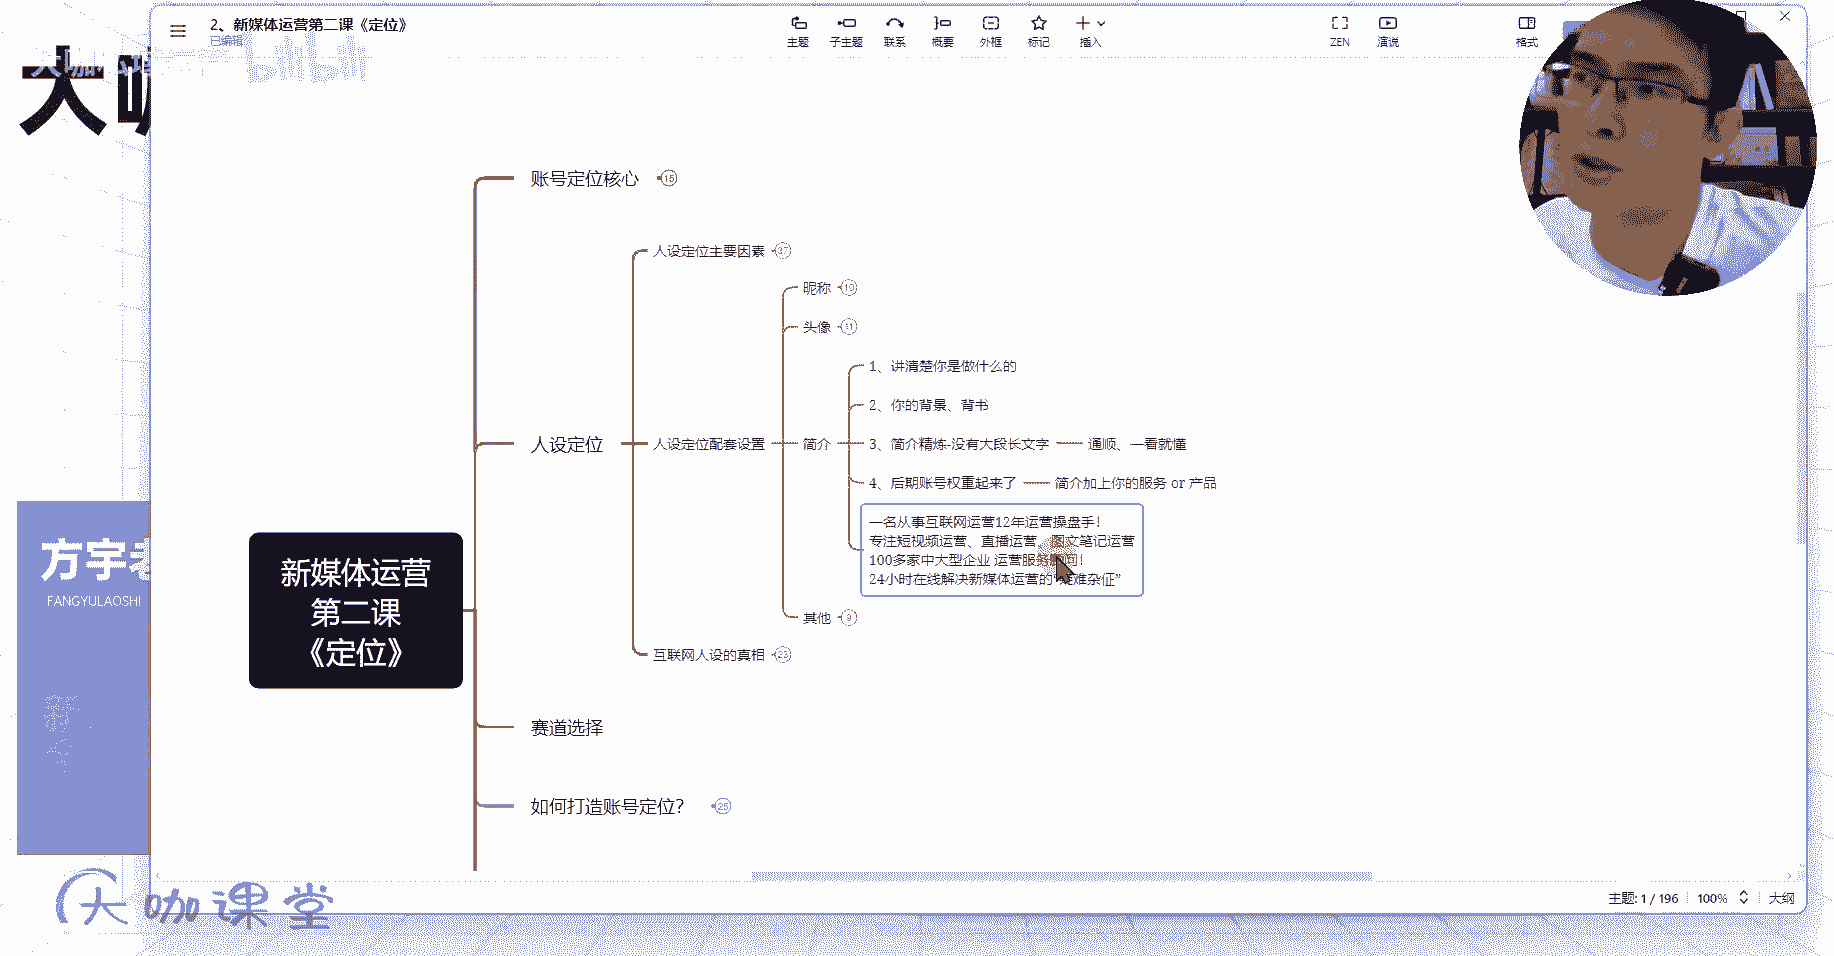 2、新媒体运营第二课《定位》
已编辑
主题
子主题
联系
概要
外框
标记
插入
ZEN
演说
格式
bilibili
大咖
账号定位核心
15
人设定位主要因素
37
昵称
19
头像
31
1、讲清楚你是做什么的
2、你的背景、背书
人设定位
人设定位配套设置
简介
3、简介精炼-没有大段长文字
通顺、一看就懂
4、后期账号权重起来了
简介加上你的服务 or 产品
一名从事互联网运营12年运营操盘手！
专注短视频运营、直播运营、图文笔记运营
100多家中大型企业 运营服务顾问！
24小时在线解决新媒体运营的“疑难杂征”
其他
9
互联网人设的真相
23
新媒体运营
第二课
《定位》
方宇老
FANGYULAOSHI
赛道选择
如何打造账号定位？
25
大咖课堂
主题: 1 / 196
100%
大纲